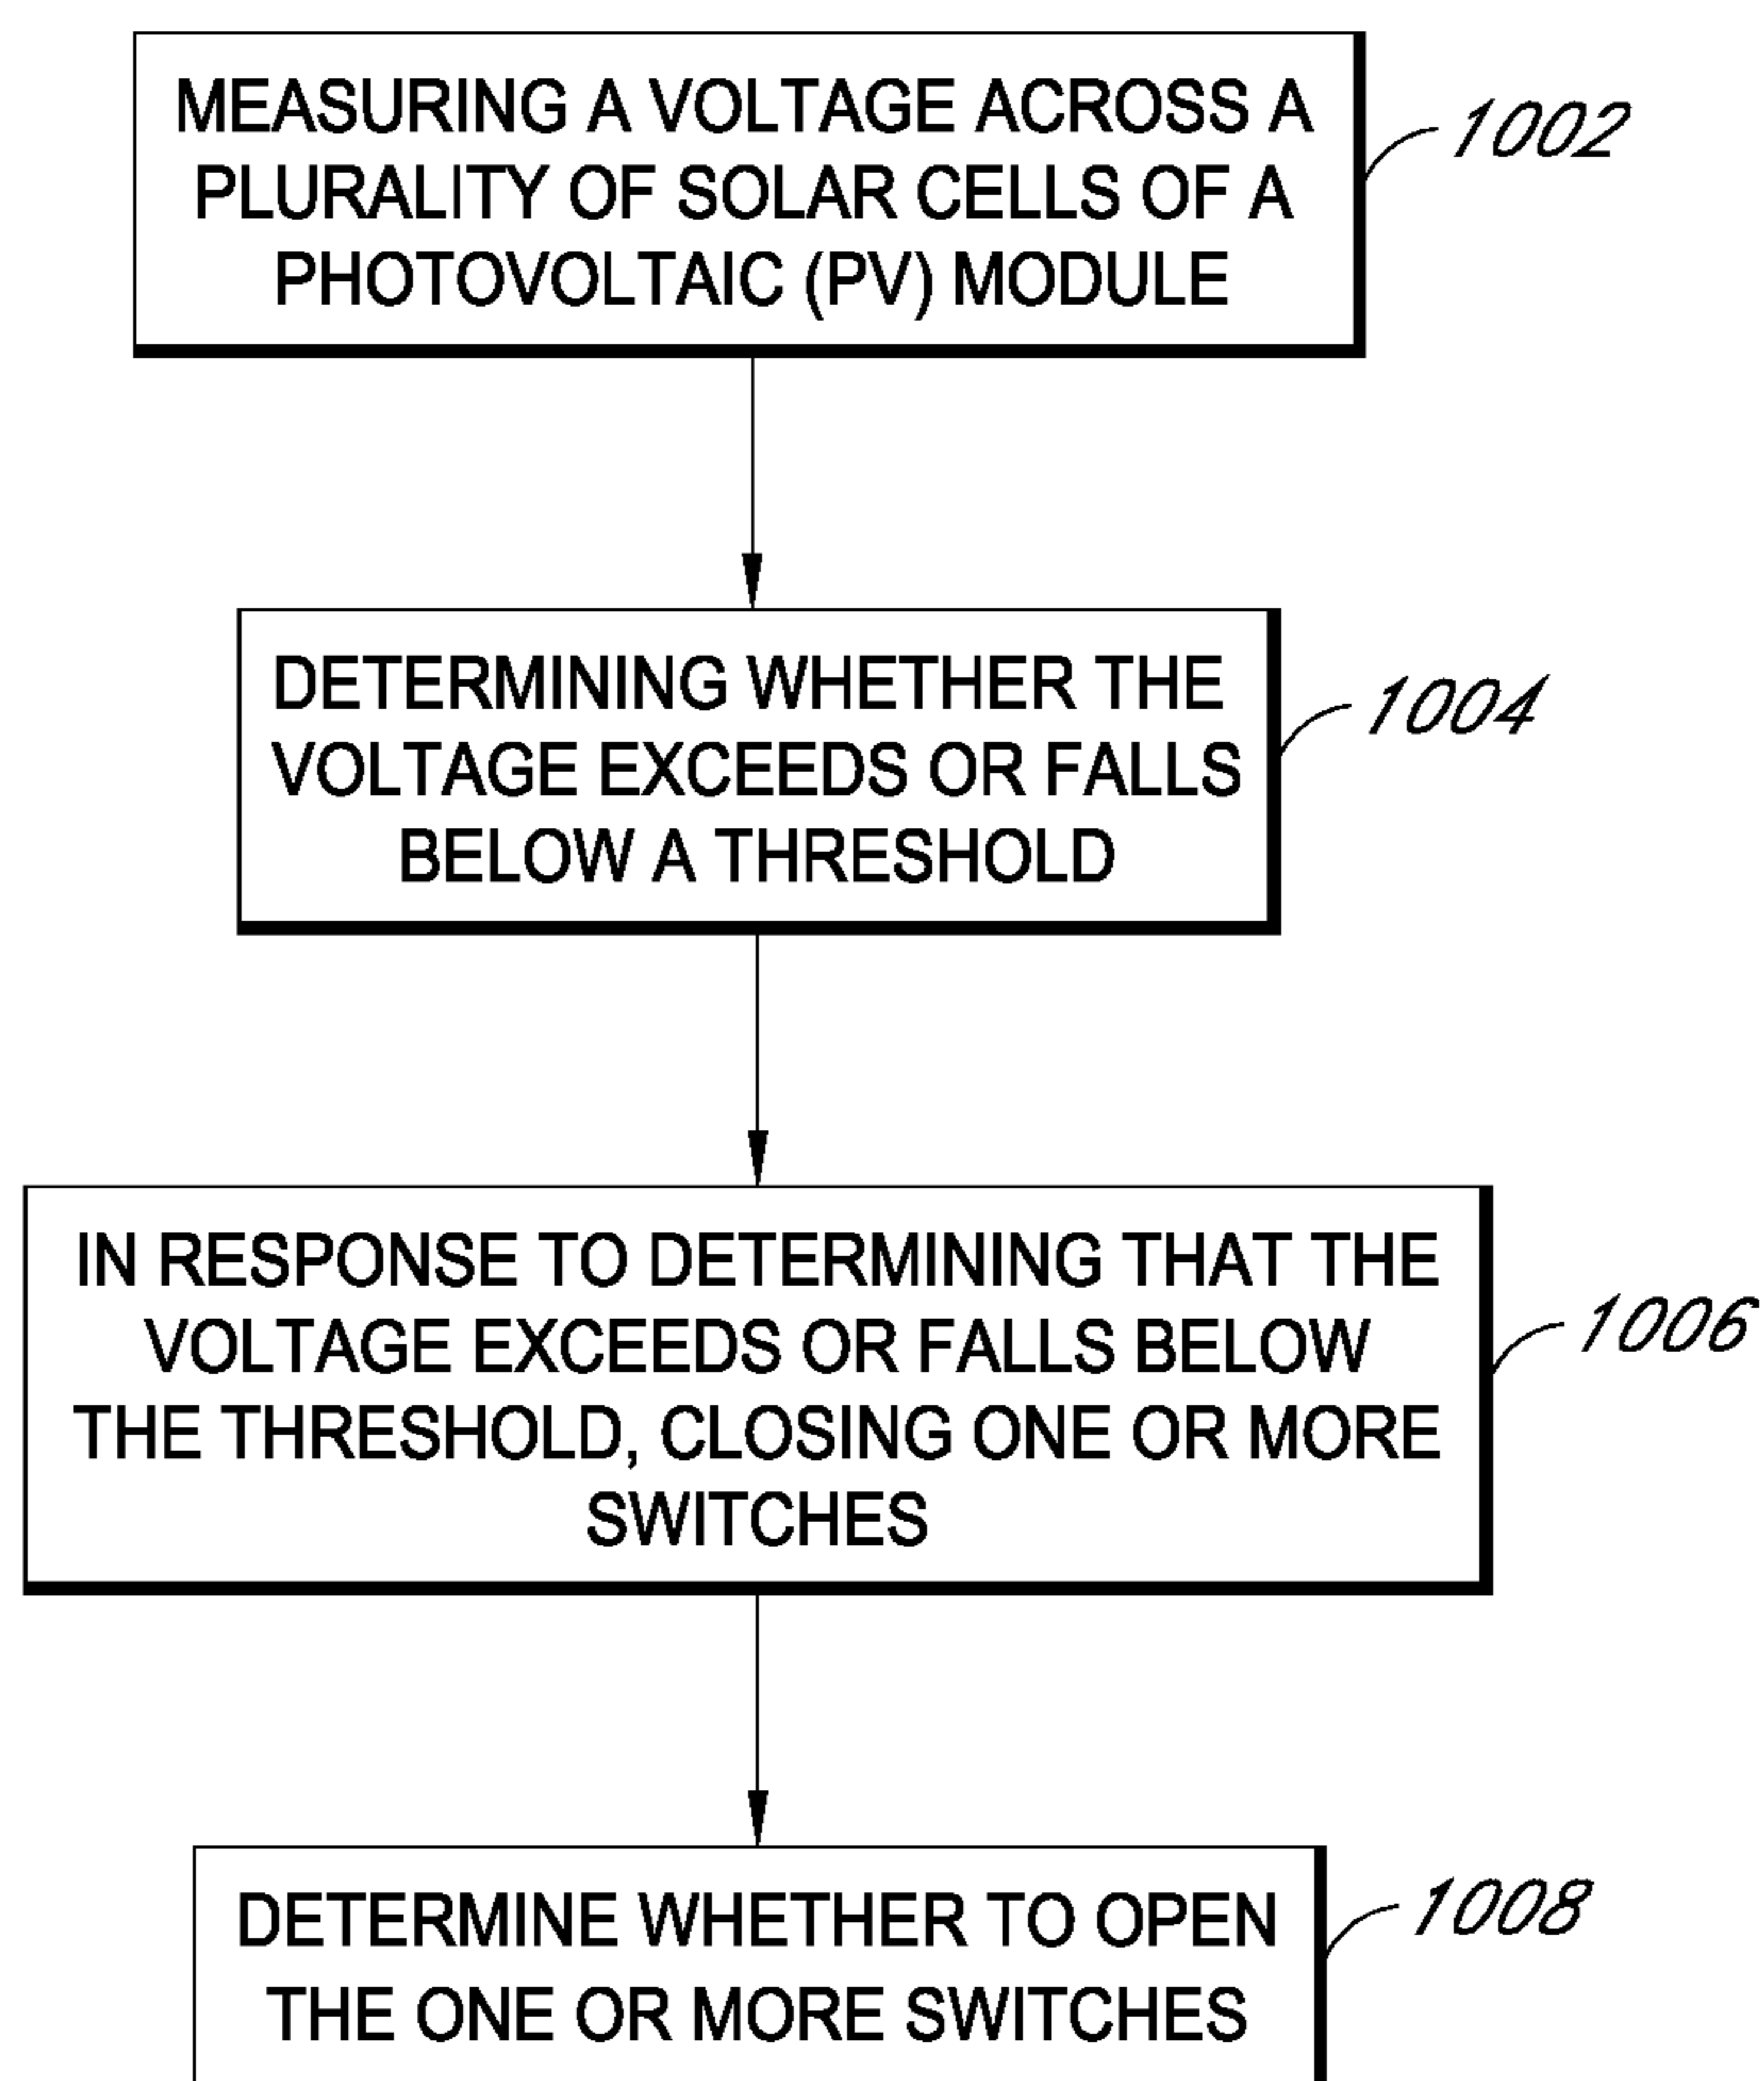 MEASURING A VOLTAGE ACROSS A
PLURALITY OF SOLAR CELLS OF A
PHOTOVOLTAIC (PV) MODULE
1002
DETERMINING WHETHER THE
VOLTAGE EXCEEDS OR FALLS
BELOW A THRESHOLD
1004
IN RESPONSE TO DETERMINING THAT THE
VOLTAGE EXCEEDS OR FALLS BELOW
THE THRESHOLD, CLOSING ONE OR MORE
SWITCHES
1006
DETERMINE WHETHER TO OPEN
THE ONE OR MORE SWITCHES
1008